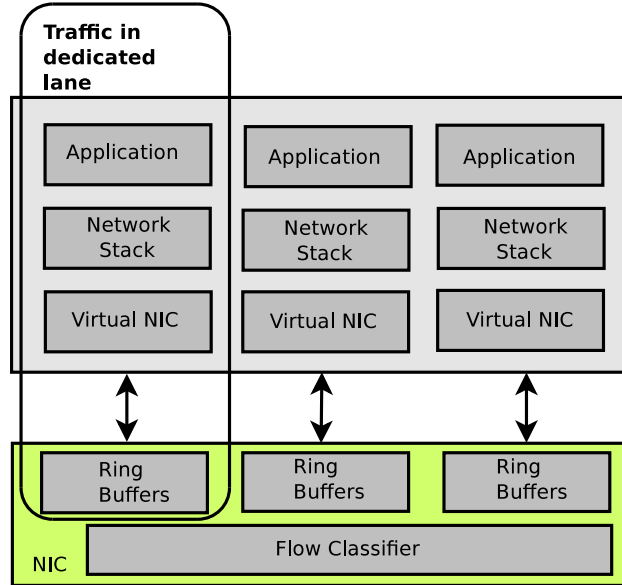 Traffic in
dedicated
lane
Application
Application
Application
Network
Stack
Network
Stack
Network
Stack
Virtual NIC
Virtual NIC
Virtual NIC
Ring
Buffers
Ring
Buffers
Ring
Buffers
Flow Classifier
NIC